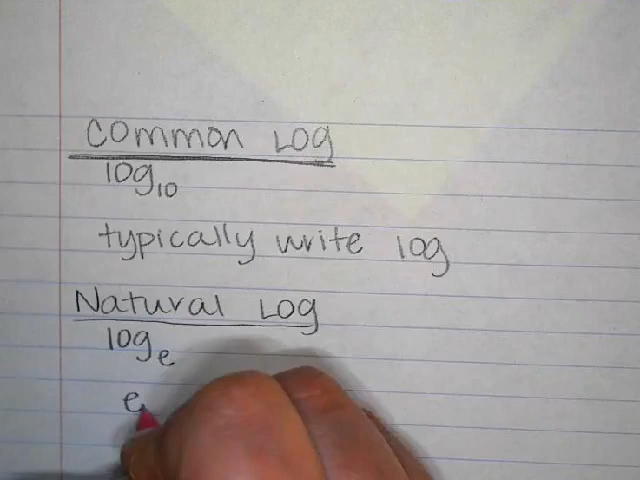 Common Log
log₁₀
typically write log
Natural Log
logₑ
e